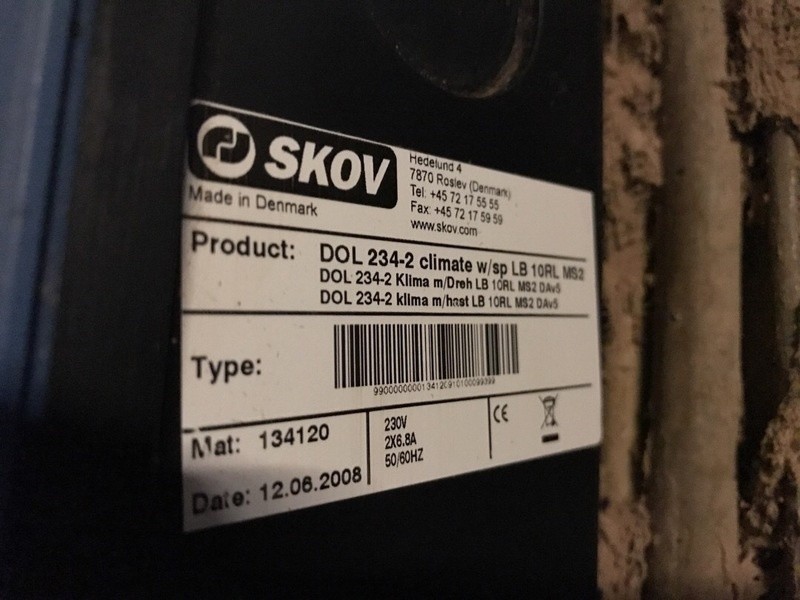 SKOV
Hedelund 4
7870 Roslev (Denmark)
Tel. +45 72 17 55 55
Fax: +45 72 17 59 59
www.skov.com
Made in Denmark
Product: DOL 234-2 climate w/sp LB 10RL MS2
DOL 234-2 Klima m/Dreh LB 10RL MS2 DAv5
DOL 234-2 klima m/hast LB 10RL MS2 DAv5
Type:
Mat: 134120
230V
2X6.8A
50/60HZ
CE
Date: 12.06.2008